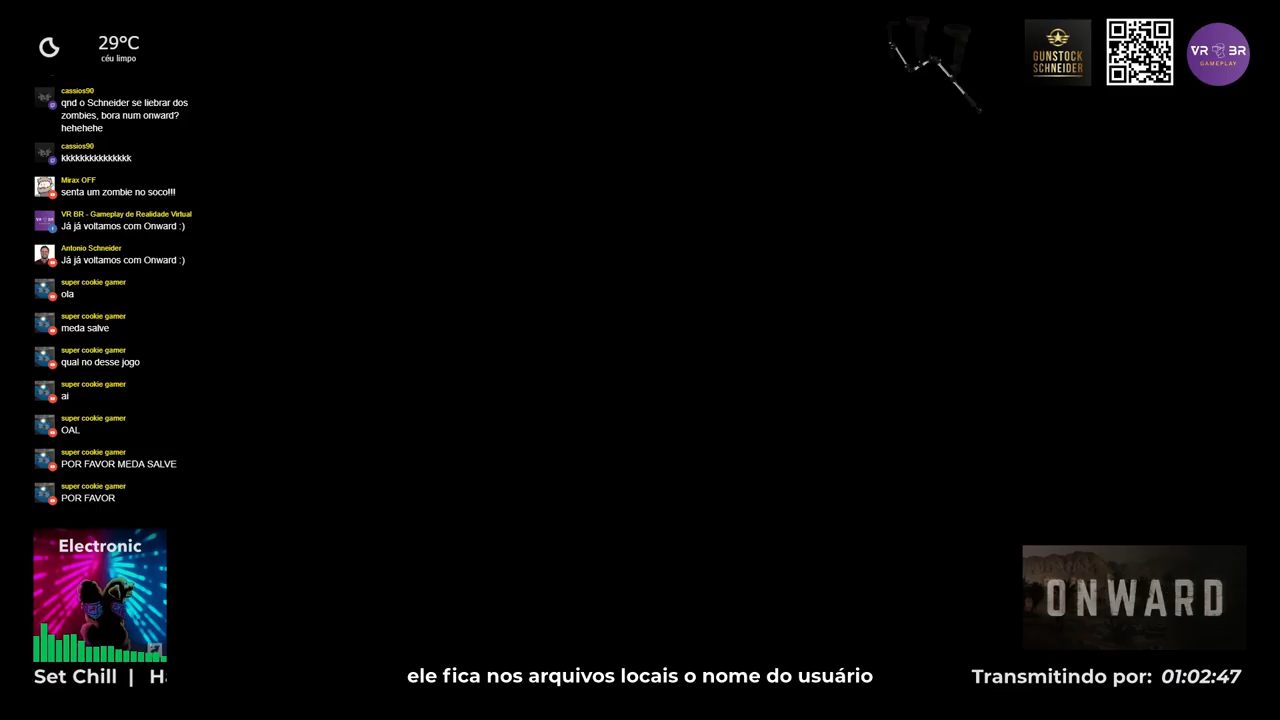 29°C
céu limpo
GUNSTOCK
SCHNEIDER
VR BR
GAMEPLAY
cassios90
qnd o Schneider se liebrar dos
zombies, bora num onward?
hehehehe
cassios90
kkkkkkkkkkkkkkk
Mirax OFF
senta um zombie no soco!!!
VR BR - Gameplay de Realidade Virtual
Já já voltamos com Onward :)
Antonio Schneider
Já já voltamos com Onward :)
super cookie gamer
ola
super cookie gamer
meda salve
super cookie gamer
qual no desse jogo
super cookie gamer
ai
super cookie gamer
OAL
super cookie gamer
POR FAVOR MEDA SALVE
super cookie gamer
POR FAVOR
Electronic
ONWARD
Set Chill |
ele fica nos arquivos locais o nome do usuário
Transmitindo por: 01:02:47